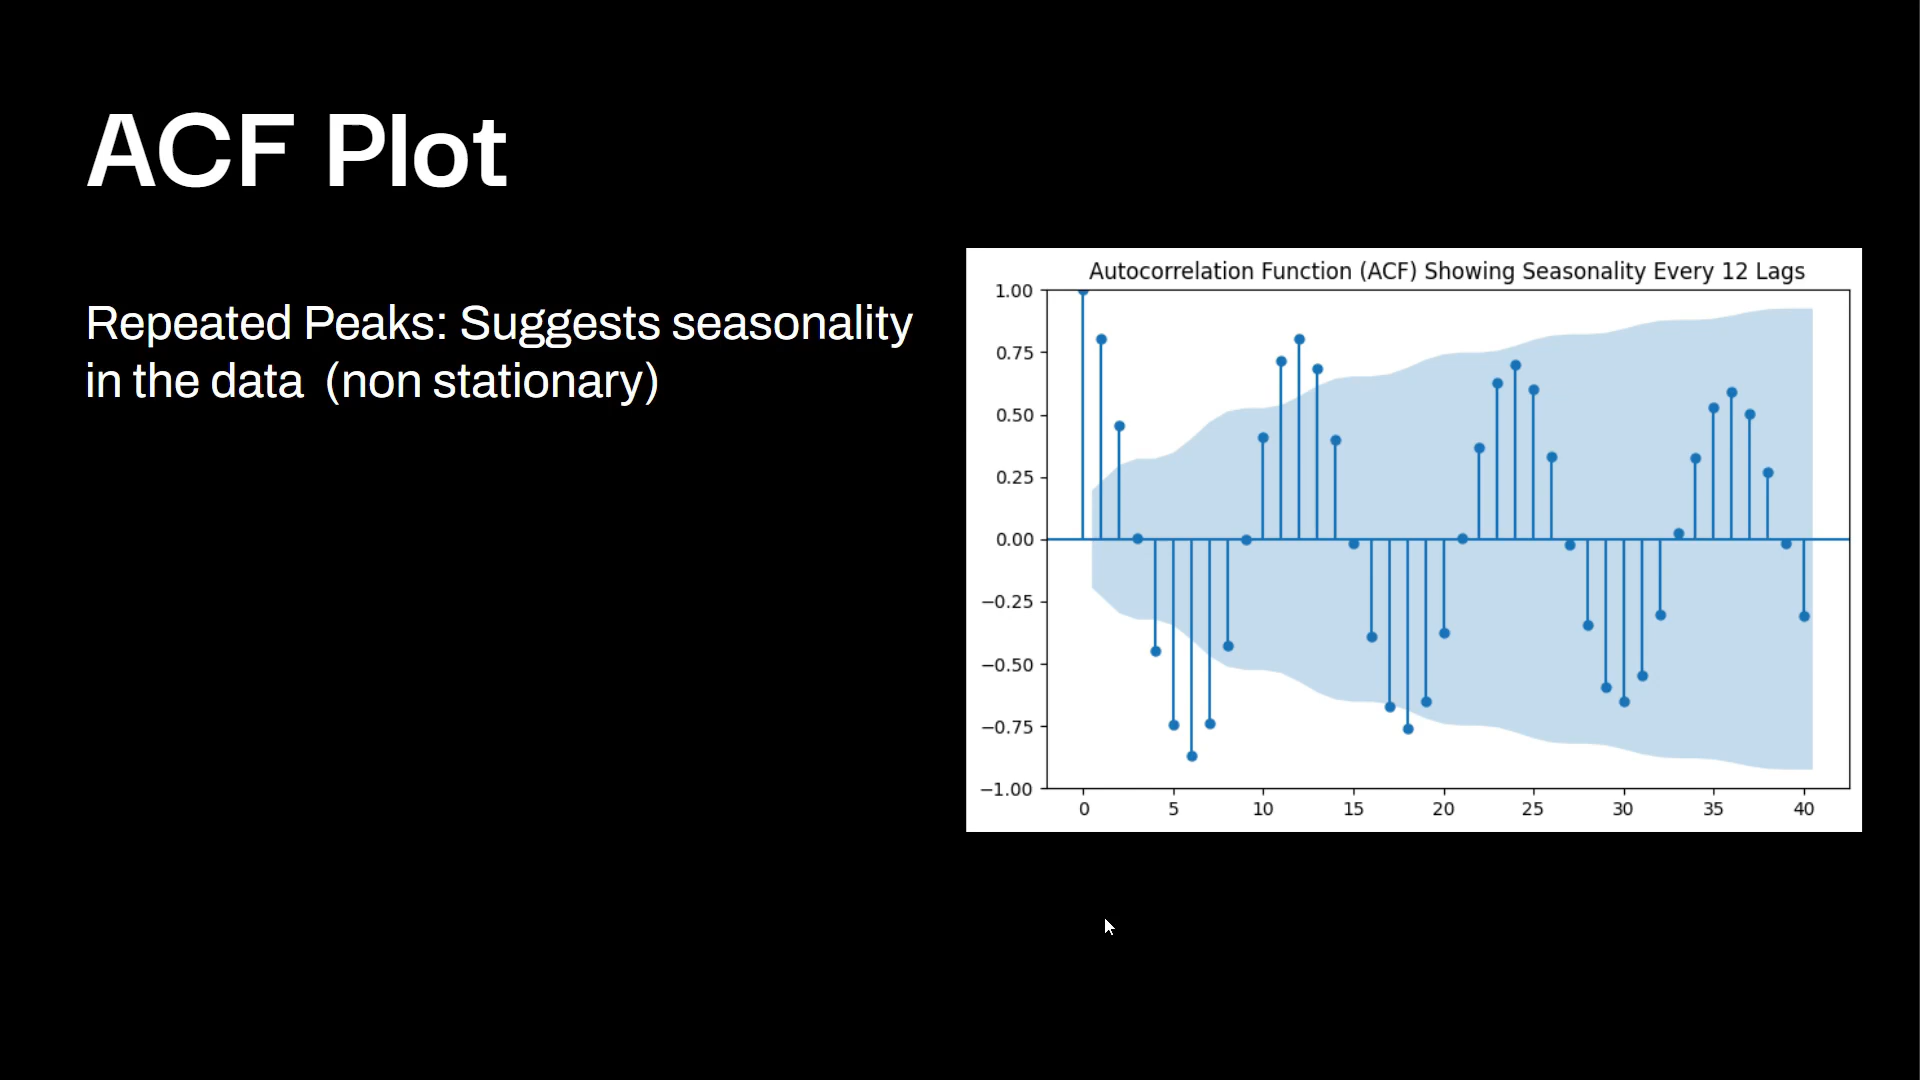 ACF Plot
Repeated Peaks: Suggests seasonality
in the data  (non stationary)
Autocorrelation Function (ACF) Showing Seasonality Every 12 Lags
1.00
0.75
0.50
0.25
0.00
−0.25
−0.50
−0.75
−1.00
0 5 10 15 20 25 30 35 40